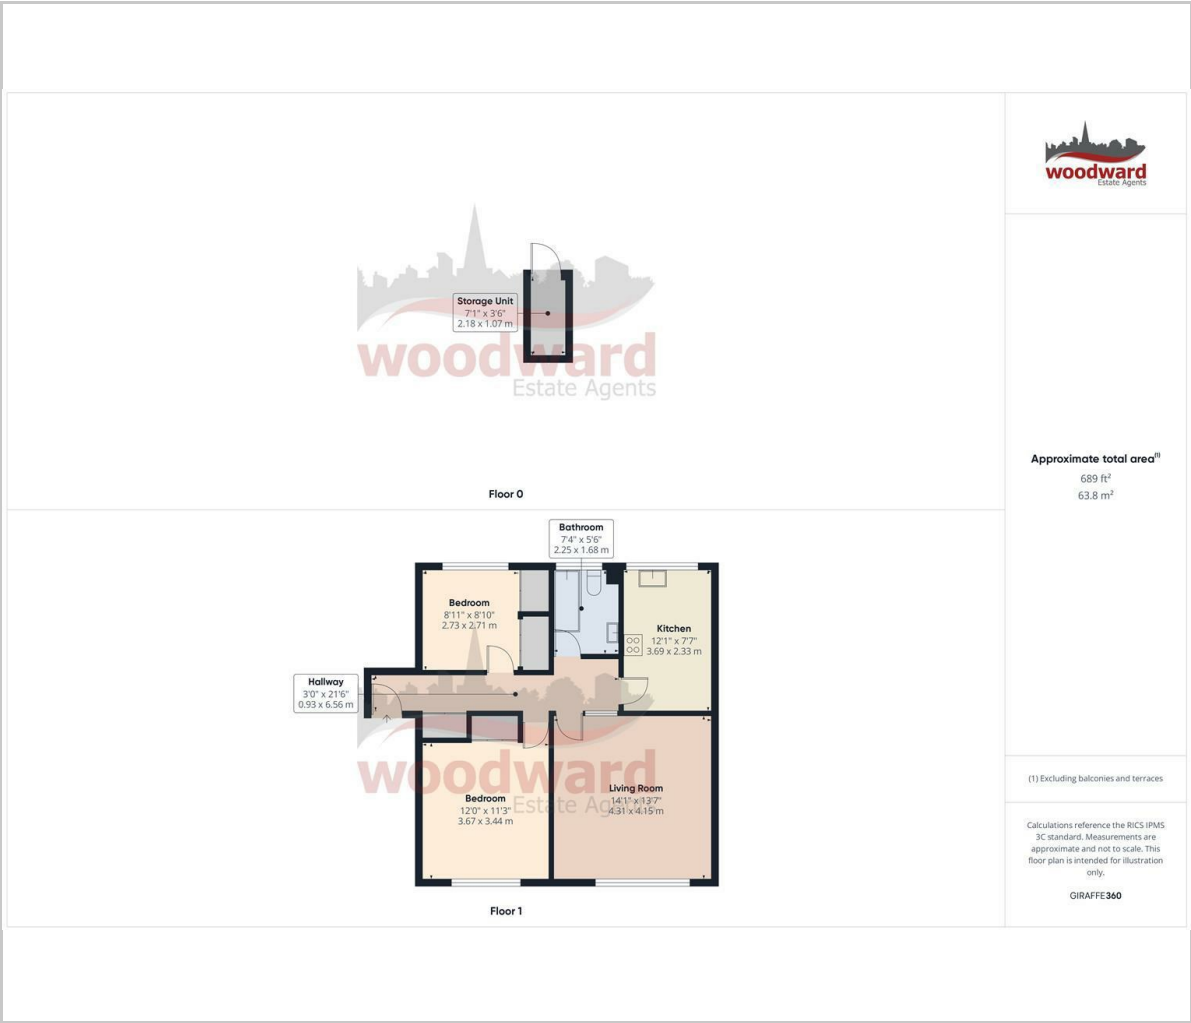 woodward
Estate Agents
Storage Unit
7'1" x 3'6"
2.18 x 1.07 m
woodward
Estate Agents
Floor 0
Approximate total area(1)
689 ft²
63.8 m²
Bathroom
7'4" x 5'6"
2.25 x 1.68 m
Bedroom
8'11" x 8'10"
2.73 x 2.71 m
Kitchen
12'1" x 7'7"
3.69 x 2.33 m
Hallway
3'0" x 21'6"
0.93 x 6.56 m
woodward
Estate Agents
Bedroom
12'0" x 11'3"
3.67 x 3.44 m
Living Room
14'1" x 13'7"
4.31 x 4.15 m
Floor 1
(1) Excluding balconies and terraces
Calculations reference the RICS IPMS
3C standard. Measurements are
approximate and not to scale. This
floor plan is intended for illustration
only.
GIRAFFE360